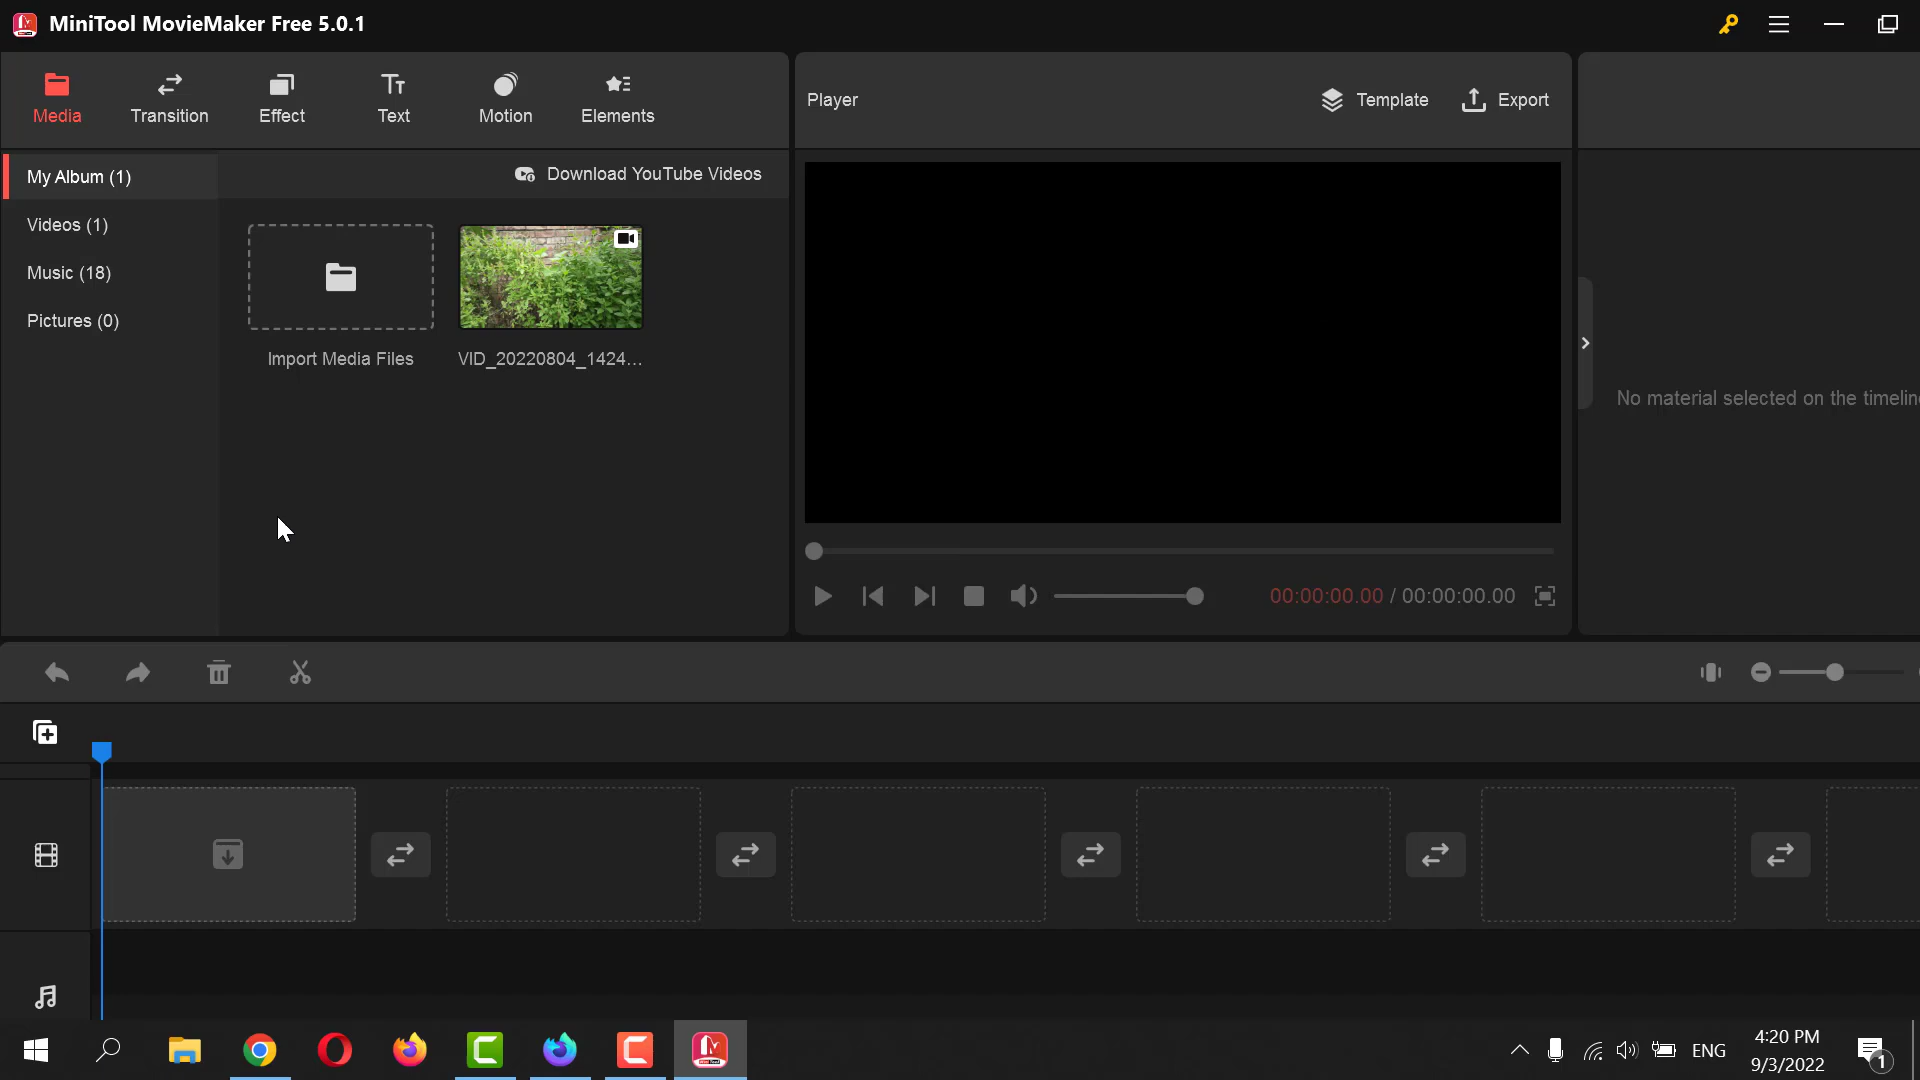 MiniTool MovieMaker Free 5.0.1
Media
Transition
Effect
Text
Motion
Elements
Player
Template
Export
My Album (1)
Download YouTube Videos
Videos (1)
Music (18)
Pictures (0)
Import Media Files
VID_20220804_1424...
No material selected on the timelin
00:00:00.00 / 00:00:00.00
ENG
4:20 PM
9/3/2022
1